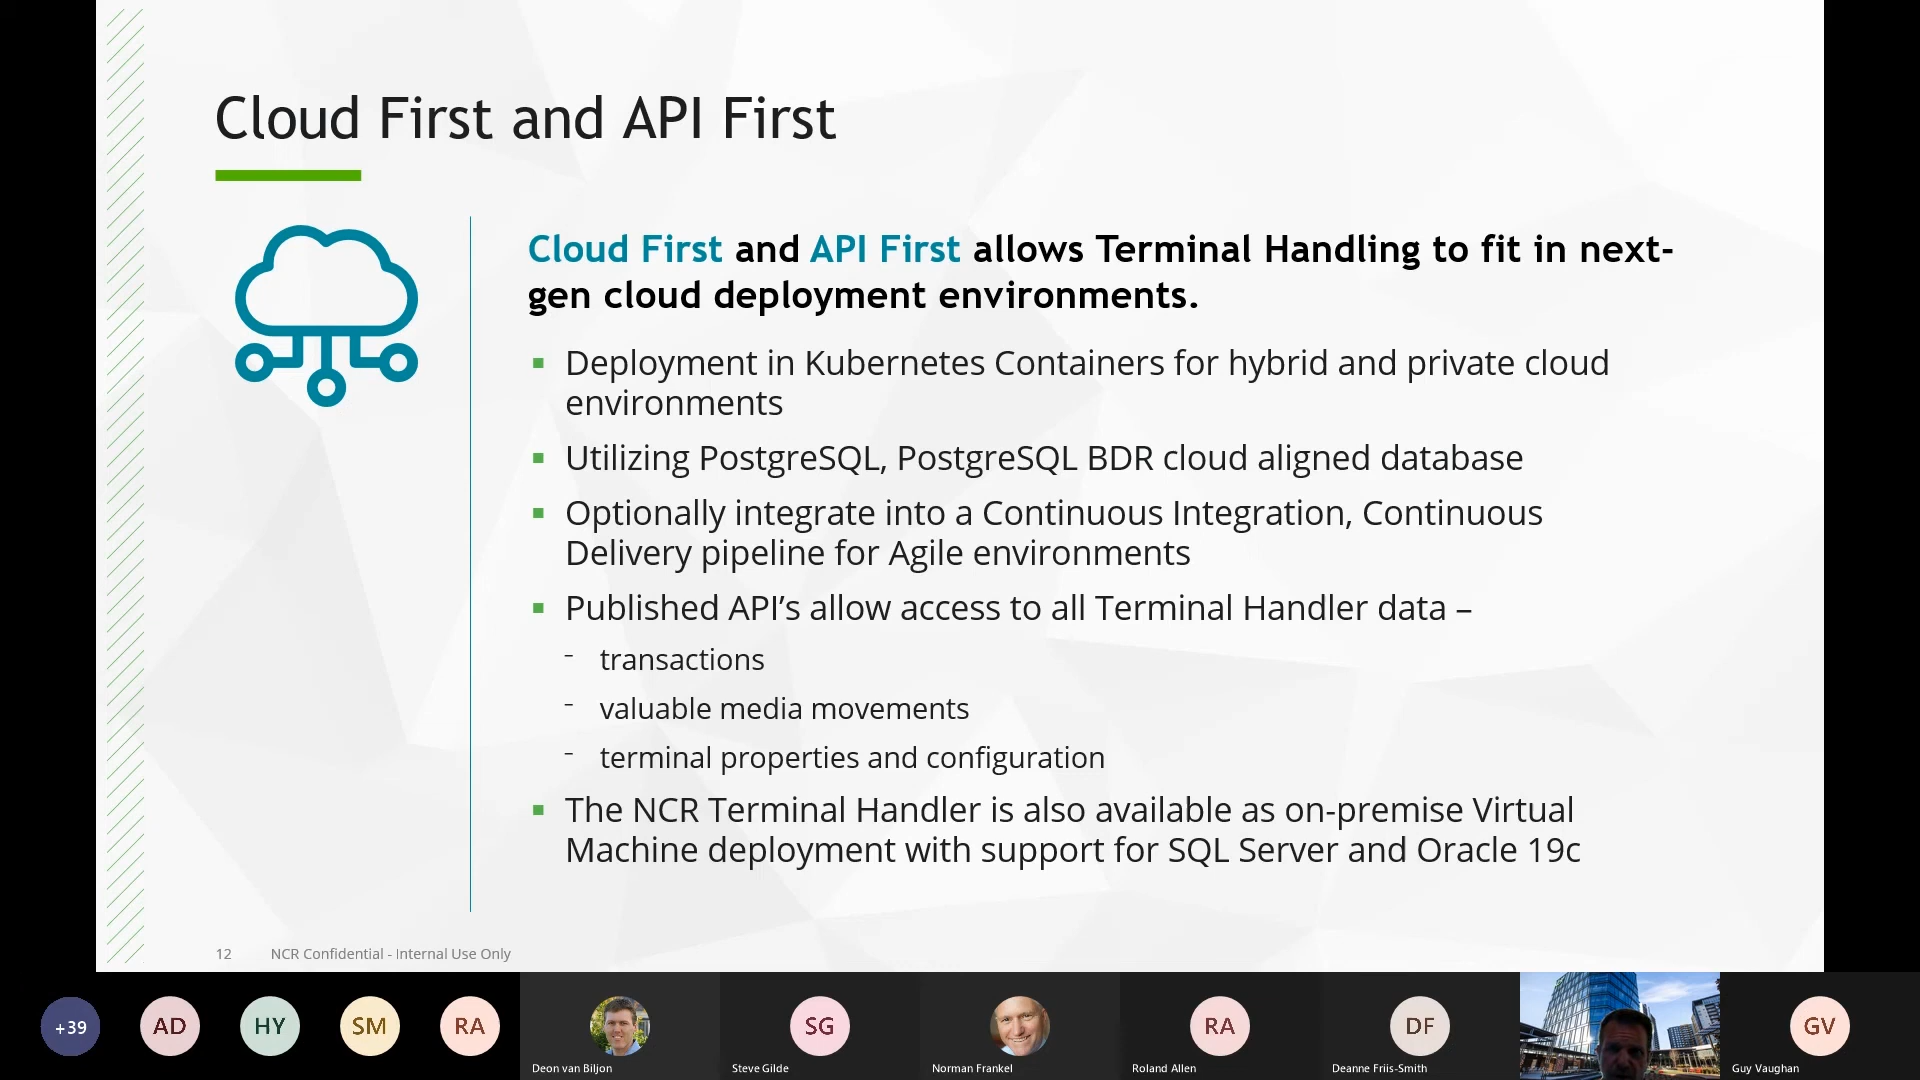 Cloud First and API First
Cloud First and API First allows Terminal Handling to fit in next-
gen cloud deployment environments.
Deployment in Kubernetes Containers for hybrid and private cloud
environments
Utilizing PostgreSQL, PostgreSQL BDR cloud aligned database
Optionally integrate into a Continuous Integration, Continuous
Delivery pipeline for Agile environments
Published API’s allow access to all Terminal Handler data –
transactions
valuable media movements
terminal properties and configuration
The NCR Terminal Handler is also available as on-premise Virtual
Machine deployment with support for SQL Server and Oracle 19c
12 NCR Confidential - Internal Use Only
+39 AD HY SM RA SG RA DF GV
Deon van Biljon Steve Gilde Norman Frankel Roland Allen Deanne Friis-Smith Guy Vaughan